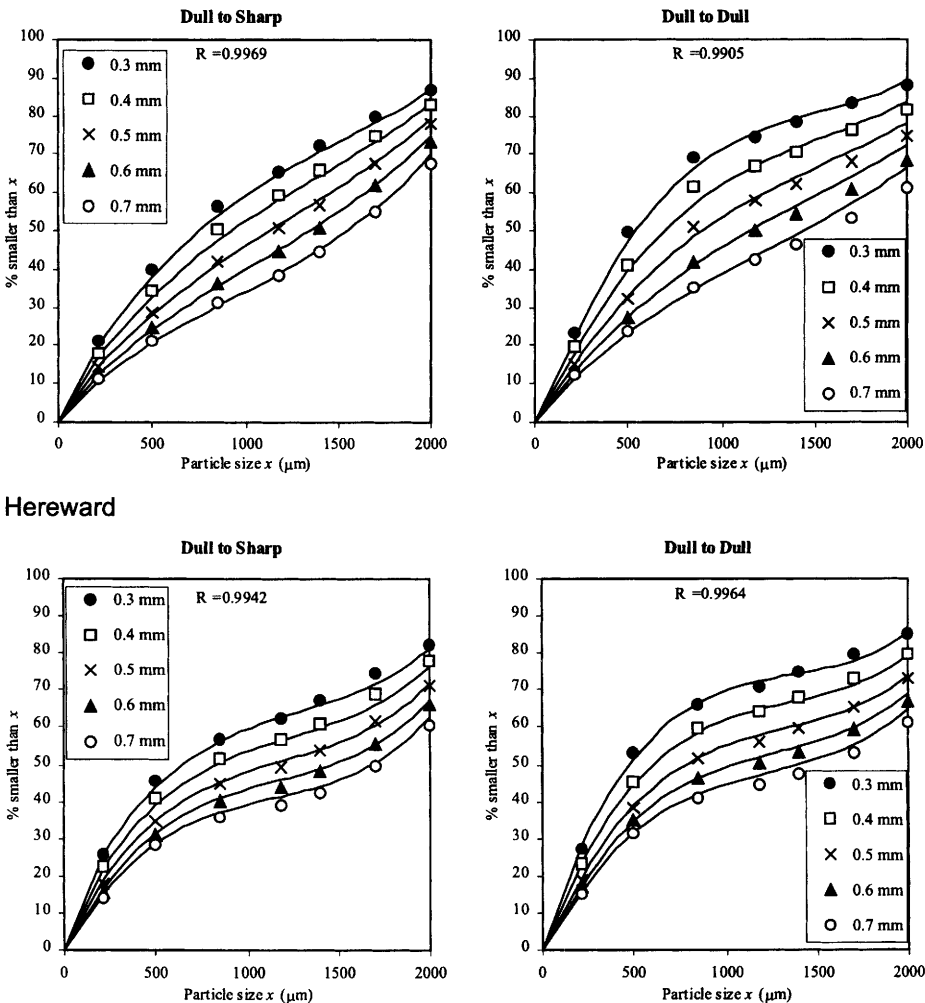 Dull to Sharp
R =0.9969
% smaller than x
100
90
80
70
60
50
40
30
20
10
0
0 500 1000 1500 2000
Particle size x (μm)
0.3 mm
0.4 mm
0.5 mm
0.6 mm
0.7 mm
Dull to Dull
R =0.9905
% smaller than x
100
90
80
70
60
50
40
30
20
10
0
0 500 1000 1500 2000
Particle size x (μm)
0.3 mm
0.4 mm
0.5 mm
0.6 mm
0.7 mm
Hereward
Dull to Sharp
R =0.9942
% smaller than x
100
90
80
70
60
50
40
30
20
10
0
0 500 1000 1500 2000
Particle size x (μm)
0.3 mm
0.4 mm
0.5 mm
0.6 mm
0.7 mm
Dull to Dull
R =0.9964
% smaller than x
100
90
80
70
60
50
40
30
20
10
0
0 500 1000 1500 2000
Particle size x (μm)
0.3 mm
0.4 mm
0.5 mm
0.6 mm
0.7 mm